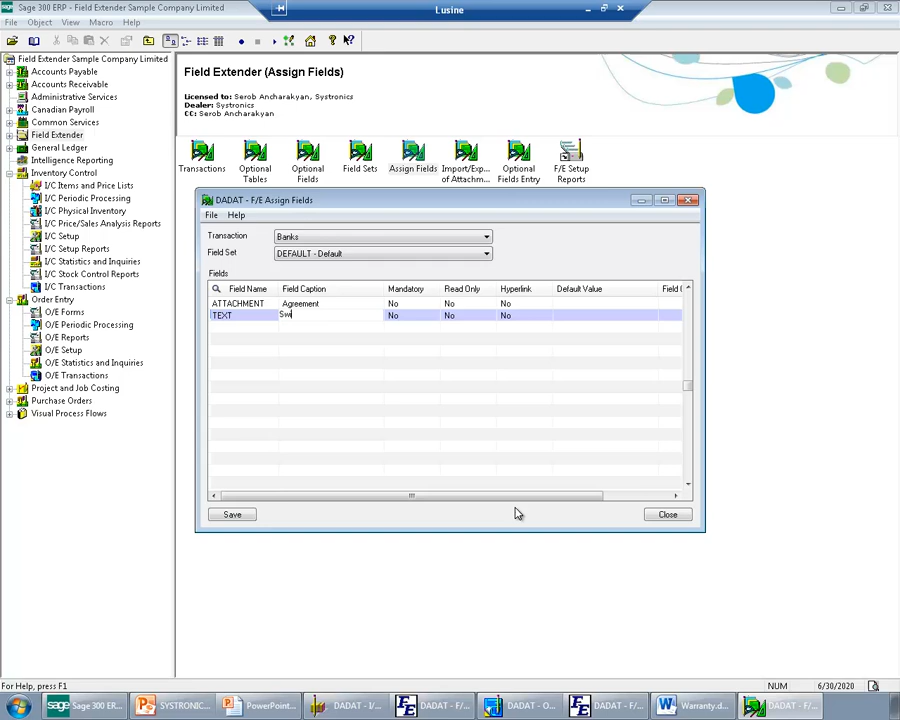 Sage 300 ERP - Field Extender Sample Company Limited
Lusine
File Object View Macro Help
Field Extender Sample Company Limited
Accounts Payable
Accounts Receivable
Administrative Services
Canadian Payroll
Common Services
Field Extender
General Ledger
Intelligence Reporting
Inventory Control
I/C Items and Price Lists
I/C Periodic Processing
I/C Physical Inventory
I/C Price/Sales Analysis Reports
I/C Setup
I/C Setup Reports
I/C Statistics and Inquiries
I/C Stock Control Reports
I/C Transactions
Order Entry
O/E Forms
O/E Periodic Processing
O/E Reports
O/E Setup
O/E Statistics and Inquiries
O/E Transactions
Project and Job Costing
Purchase Orders
Visual Process Flows
Field Extender (Assign Fields)
Licensed to: Serob Ancharakyan, Systronics
Dealer: Systronics
CC: Serob Ancharakyan
Transactions
Optional Tables
Optional Fields
Field Sets
Assign Fields
Import/Exp... of Attachm...
Optional Fields Entry
F/E Setup Reports
DADAT - F/E Assign Fields
File Help
Transaction Banks
Field Set DEFAULT - Default
Fields
Field Name Field Caption Mandatory Read Only Hyperlink Default Value Field
ATTACHMENT Agreement No No No
TEXT Swi No No No
Save Close
For Help, press F1 NUM 6/30/2020
sage Sage 300 ER... SYSTRONIC... PowerPoint... DADAT - I/... DADAT - F/... DADAT - O... DADAT - F/... Warranty.d... DADAT - F/...